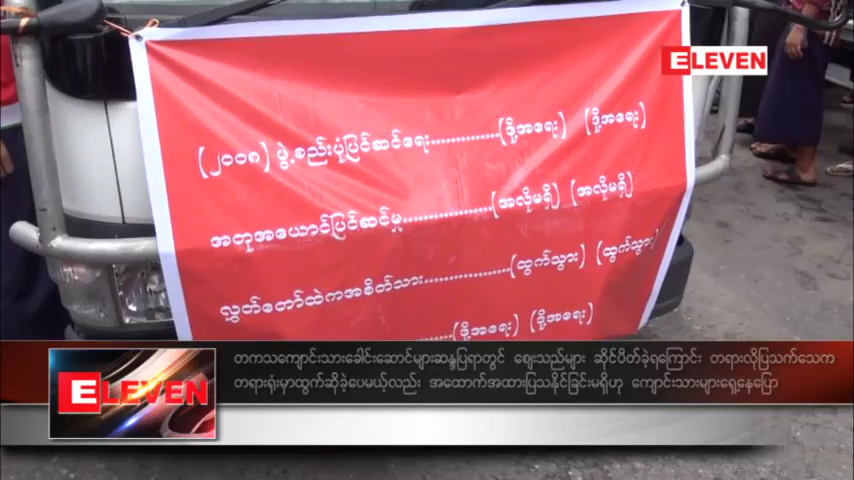 ELEVEN
(၂၀၀၈) ဖွဲ့စည်းပုံပြင်ဆင်ရေး..............(ဒို့အရေး) (ဒို့အရေး)
အတုအယောင်ပြင်ဆင်မှု..................(အလိုမရှိ) (အလိုမရှိ)
လွှတ်တော်ထဲကအစိတ်သား.................(ထွက်သွား) (ထွက်သွား)
(ဒို့အရေး) (ဒို့အရေး)
တကသကျောင်းသားခေါင်းဆောင်များဆန္ဒပြရာတွင် စျေးသည်များ ဆိုင်ပိတ်ခဲ့ရကြောင်း တရားလိုပြသက်သေက
တရားရုံးမှာထွက်ဆိုခဲ့ပေမယ့်လည်း အထောက်အထားပြသနိုင်ခြင်းမရှိဟု ကျောင်းသားများရှေ့နေပြော
ELEVEN